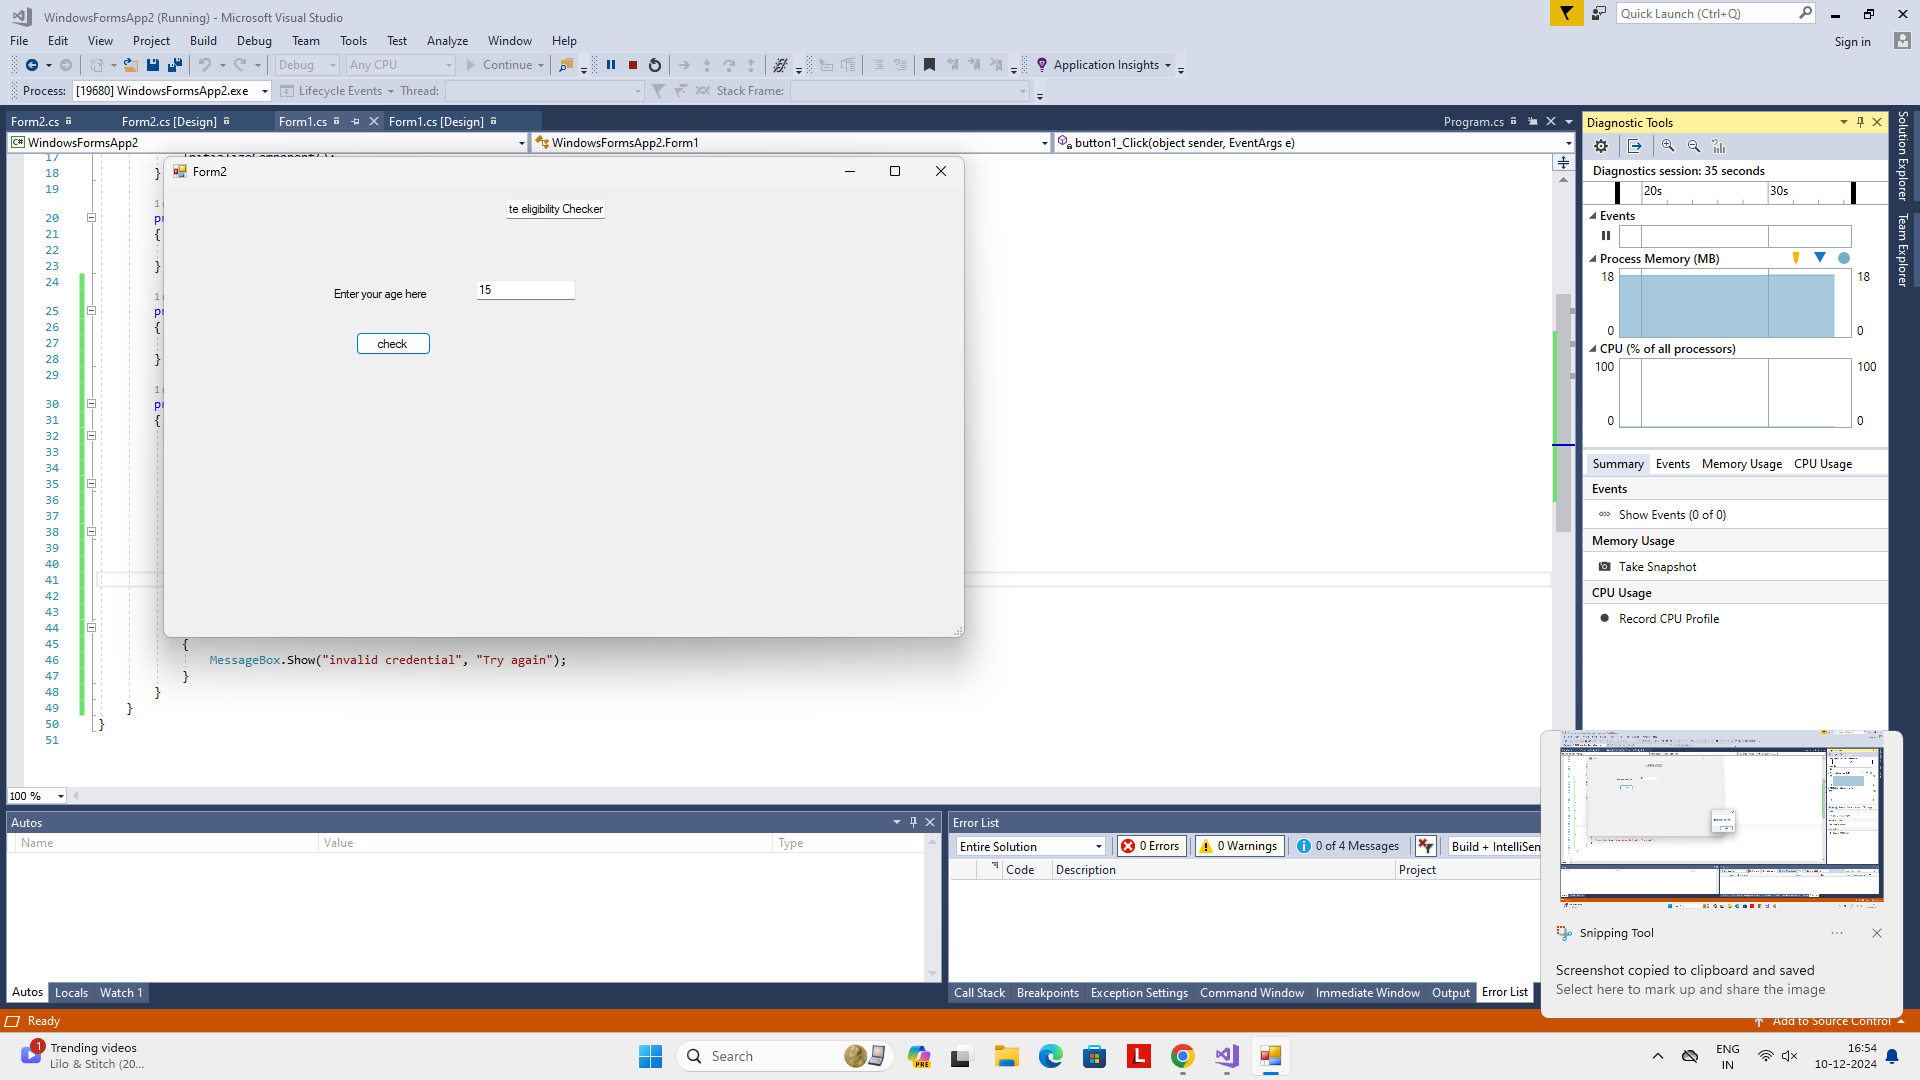 WindowsFormsApp2 (Running) - Microsoft Visual Studio
Quick Launch (Ctrl+Q)
File Edit View Project Build Debug Team Tools Test Analyze Window Help
Sign in
Debug Any CPU Continue Application Insights
Process: [19680] WindowsFormsApp2.exe Lifecycle Events Thread: Stack Frame:
Form2.cs Form2.cs [Design] Form1.cs Form1.cs [Design] Program.cs
WindowsFormsApp2 WindowsFormsApp2.Form1 button1_Click(object sender, EventArgs e)
17
18 }
19
20
21 {
22
23 }
24
25
26 {
27
28 }
29
30
31 {
32
33
34
35
36
37
38
39
40
41
42
43
44
45 {
46 MessageBox.Show("invalid credential", "Try again");
47 }
48 }
49 }
50 }
51
Form2
te eligibility Checker
Enter your age here 15
check
Diagnostic Tools
Diagnostics session: 35 seconds
20s 30s
Events
Process Memory (MB)
18 18
0 0
CPU (% of all processors)
100 100
0 0
Summary Events Memory Usage CPU Usage
Events
Show Events (0 of 0)
Memory Usage
Take Snapshot
CPU Usage
Record CPU Profile
Solution Explorer
Team Explorer
100 %
Autos
Name Value Type
Autos Locals Watch 1
Error List
Entire Solution 0 Errors 0 Warnings 0 of 4 Messages Build + IntelliSen
Code Description Project
Call Stack Breakpoints Exception Settings Command Window Immediate Window Output Error List
Snipping Tool
Screenshot copied to clipboard and saved
Select here to mark up and share the image
Ready
Add to Source Control
1
Trending videos
Lilo & Stitch (20...
Search
PRE
L
ENG
IN
16:54
10-12-2024